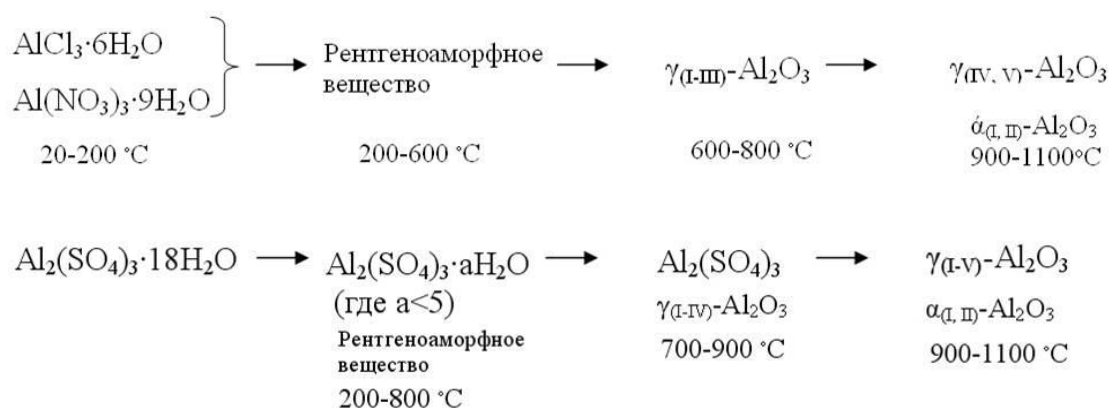 AlCl₃·6H₂O
Al(NO₃)₃·9H₂O
20-200 °C
Рентгеноаморфное
вещество
200-600 °C
γ(I-III)-Al₂O₃
600-800 °C
γ(IV, V)-Al₂O₃
ά(I, II)-Al₂O₃
900-1100°C
Al₂(SO₄)₃·18H₂O
Al₂(SO₄)₃·aH₂O
(где a<5)
Рентгеноаморфное
вещество
200-800 °C
Al₂(SO₄)₃
γ(I-IV)-Al₂O₃
700-900 °C
γ(I-V)-Al₂O₃
α(I, II)-Al₂O₃
900-1100 °C